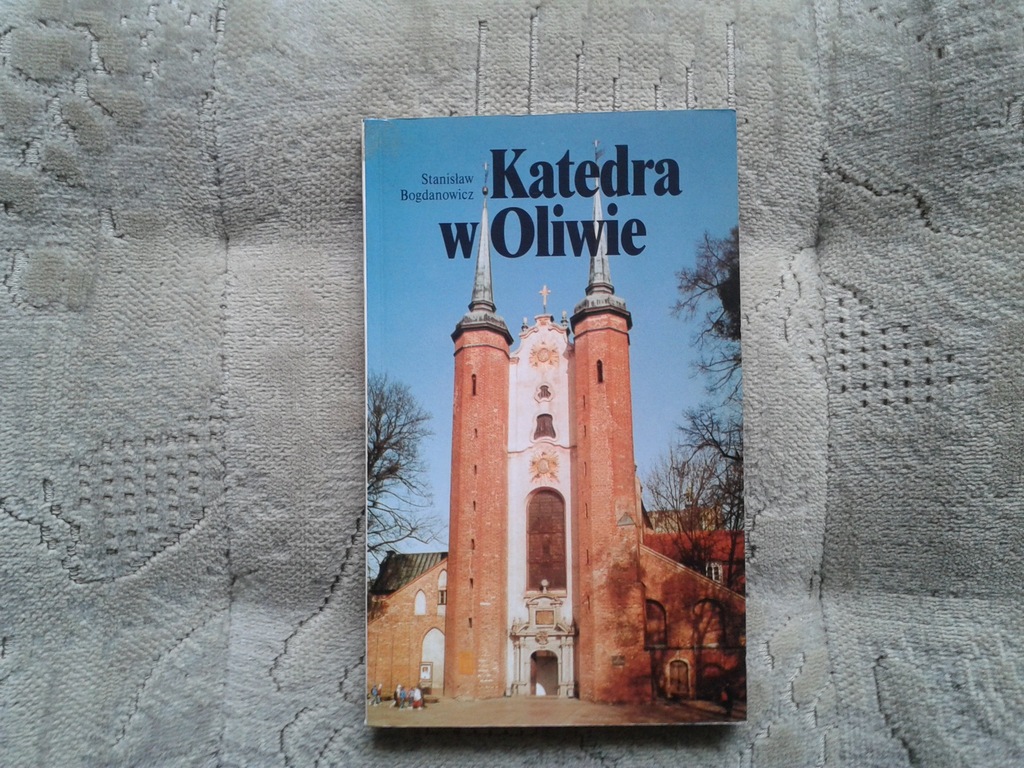 Stanisław
Bogdanowicz
Katedra
w Oliwie